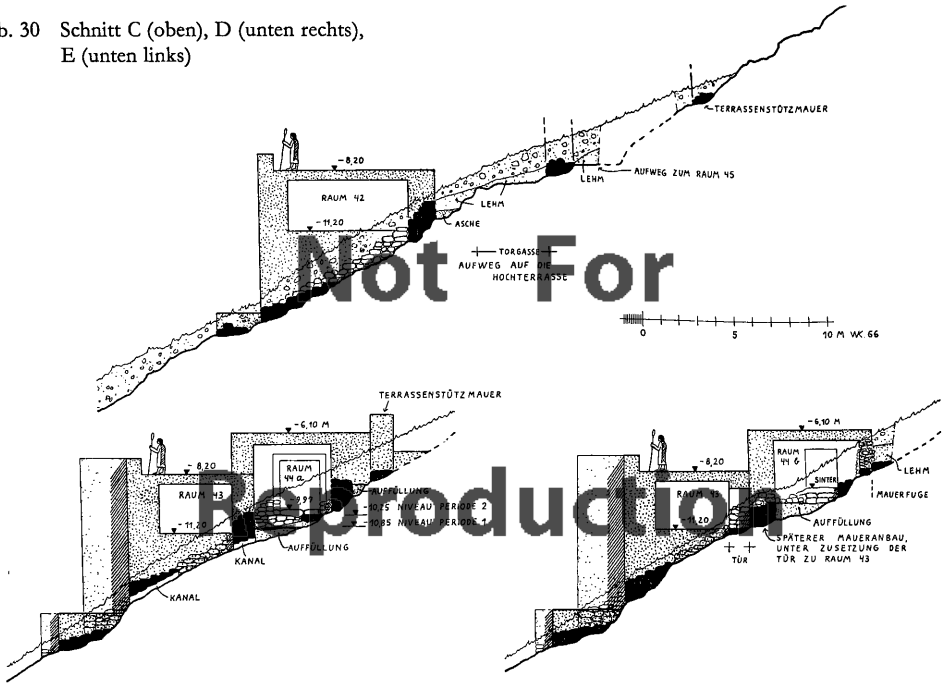 b. 30 Schnitt C (oben), D (unten rechts),
E (unten links)
TERRASSENSTÜTZMAUER
LEHM
AUFWEG ZUM RAUM 45
-8,20
RAUM 42
-11,20
LEHM
ASCHE
TORGASSE
AUFWEG AUF DIE
HOCHTERRASSE
Not For
0 5 10 M WK.66
TERRASSENSTÜTZMAUER
-6,10 M
-8,20
RAUM
44 a
RAUM 43
-9,97
-11,20
AUFFÜLLUNG
-10,25 NIVEAU PERIODE 2
-10,85 NIVEAU PERIODE 1
AUFFÜLLUNG
KANAL
KANAL
Reproduction
-6,10 M
-8,20
RAUM
44 b
SINTER
RAUM 43
-11,20
LEHM
MAUERFUGE
AUFFÜLLUNG
SPÄTERER MAUERANBAU,
UNTER ZUSETZUNG DER
TÜR ZU RAUM 43
TÜR